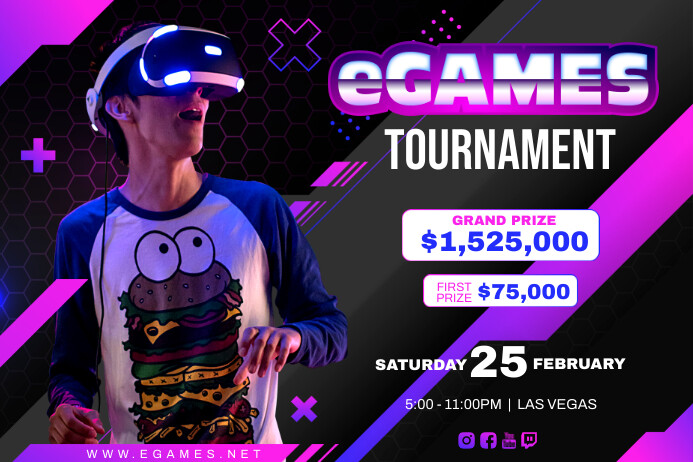 eGAMES
TOURNAMENT
GRAND PRIZE
$1,525,000
FIRST PRIZE $75,000
SATURDAY 25 FEBRUARY
5:00 - 11:00PM | LAS VEGAS
WWW.EGAMES.NET